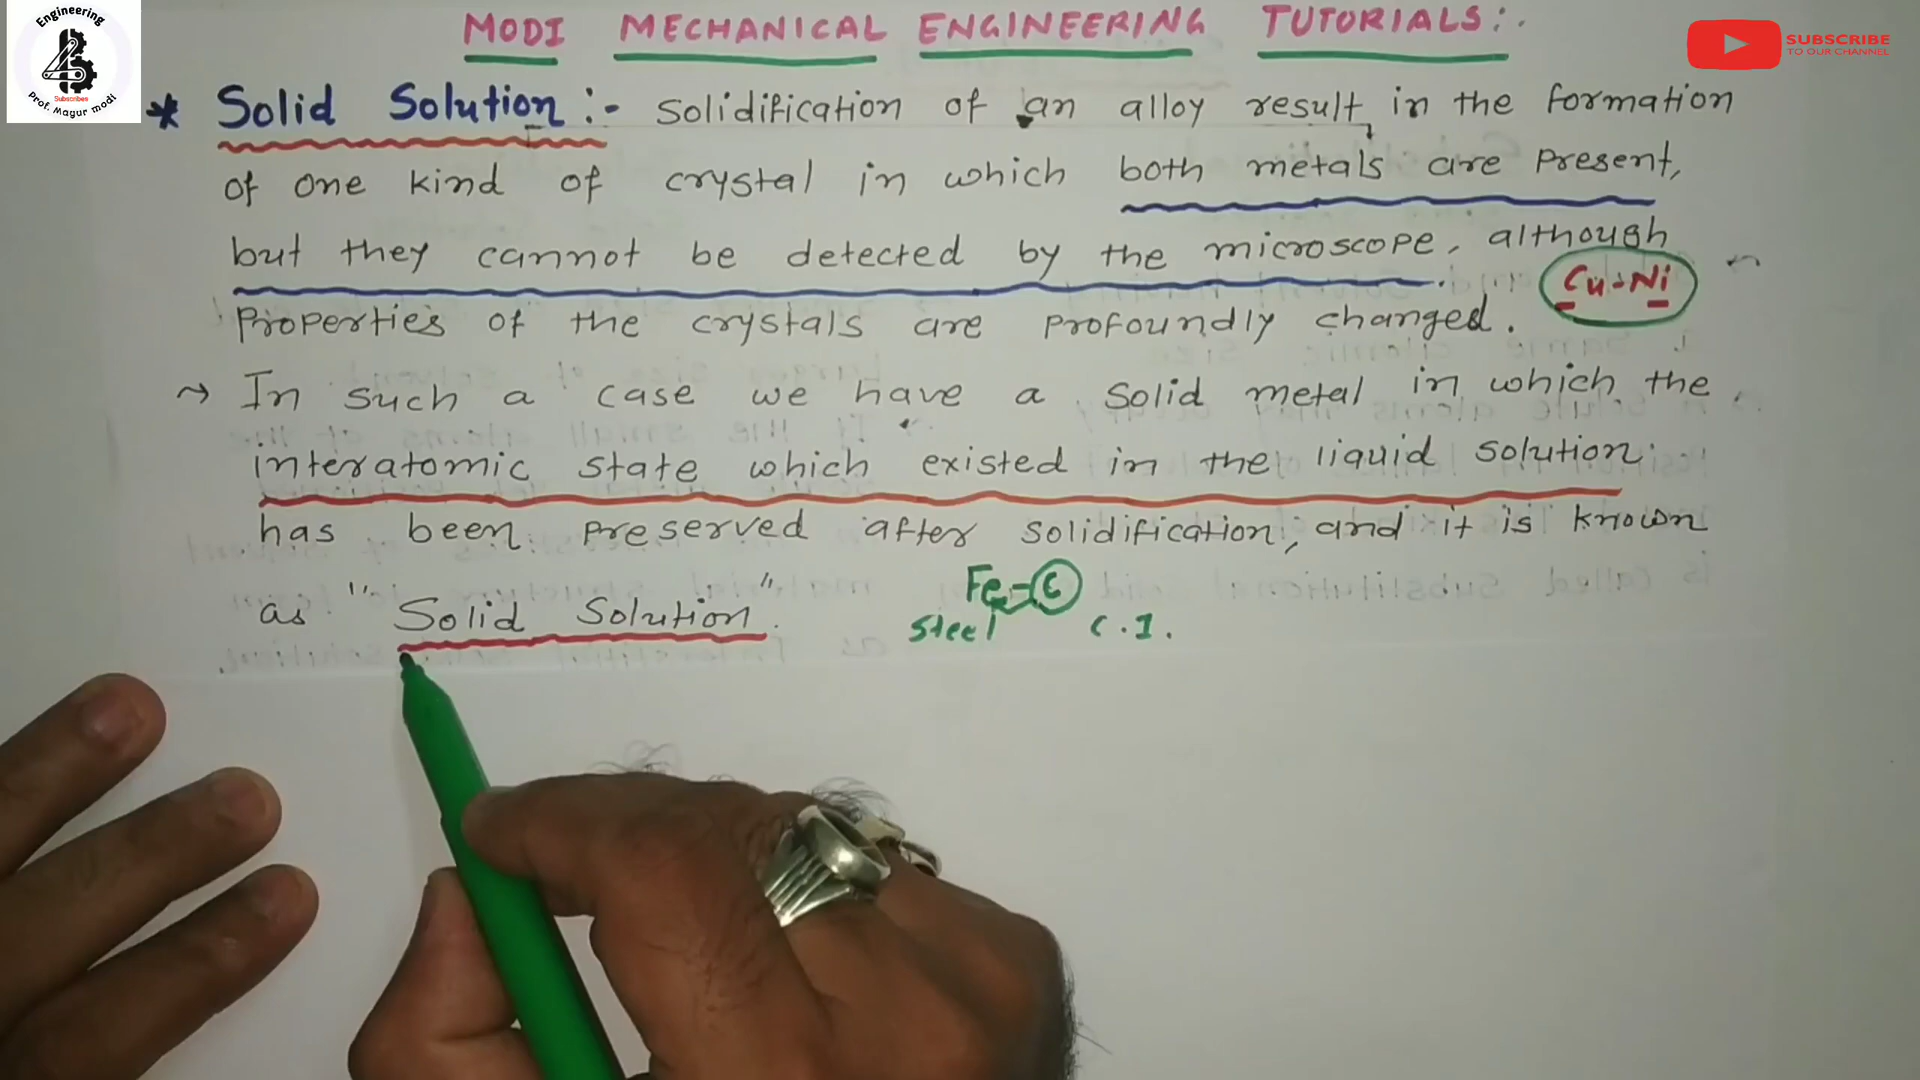 Engineering
Subscribes
Prof. Mayur modi
MODI MECHANICAL ENGINEERING TUTORIALS:.
SUBSCRIBE
TO OUR CHANNEL
* Solid Solution:- Solidification of an alloy result in the formation
of one kind of crystal in which both metals are present,
but they cannot be detected by the microscope, although
Cu-Ni
Properties of the crystals are profoundly changed.
→ In such a case we have a solid metal in which the
interatomic state which existed in the liquid solution
has been preserved after solidification, and it is known
as "Solid Solution".
Fe-C
Steel C.I.